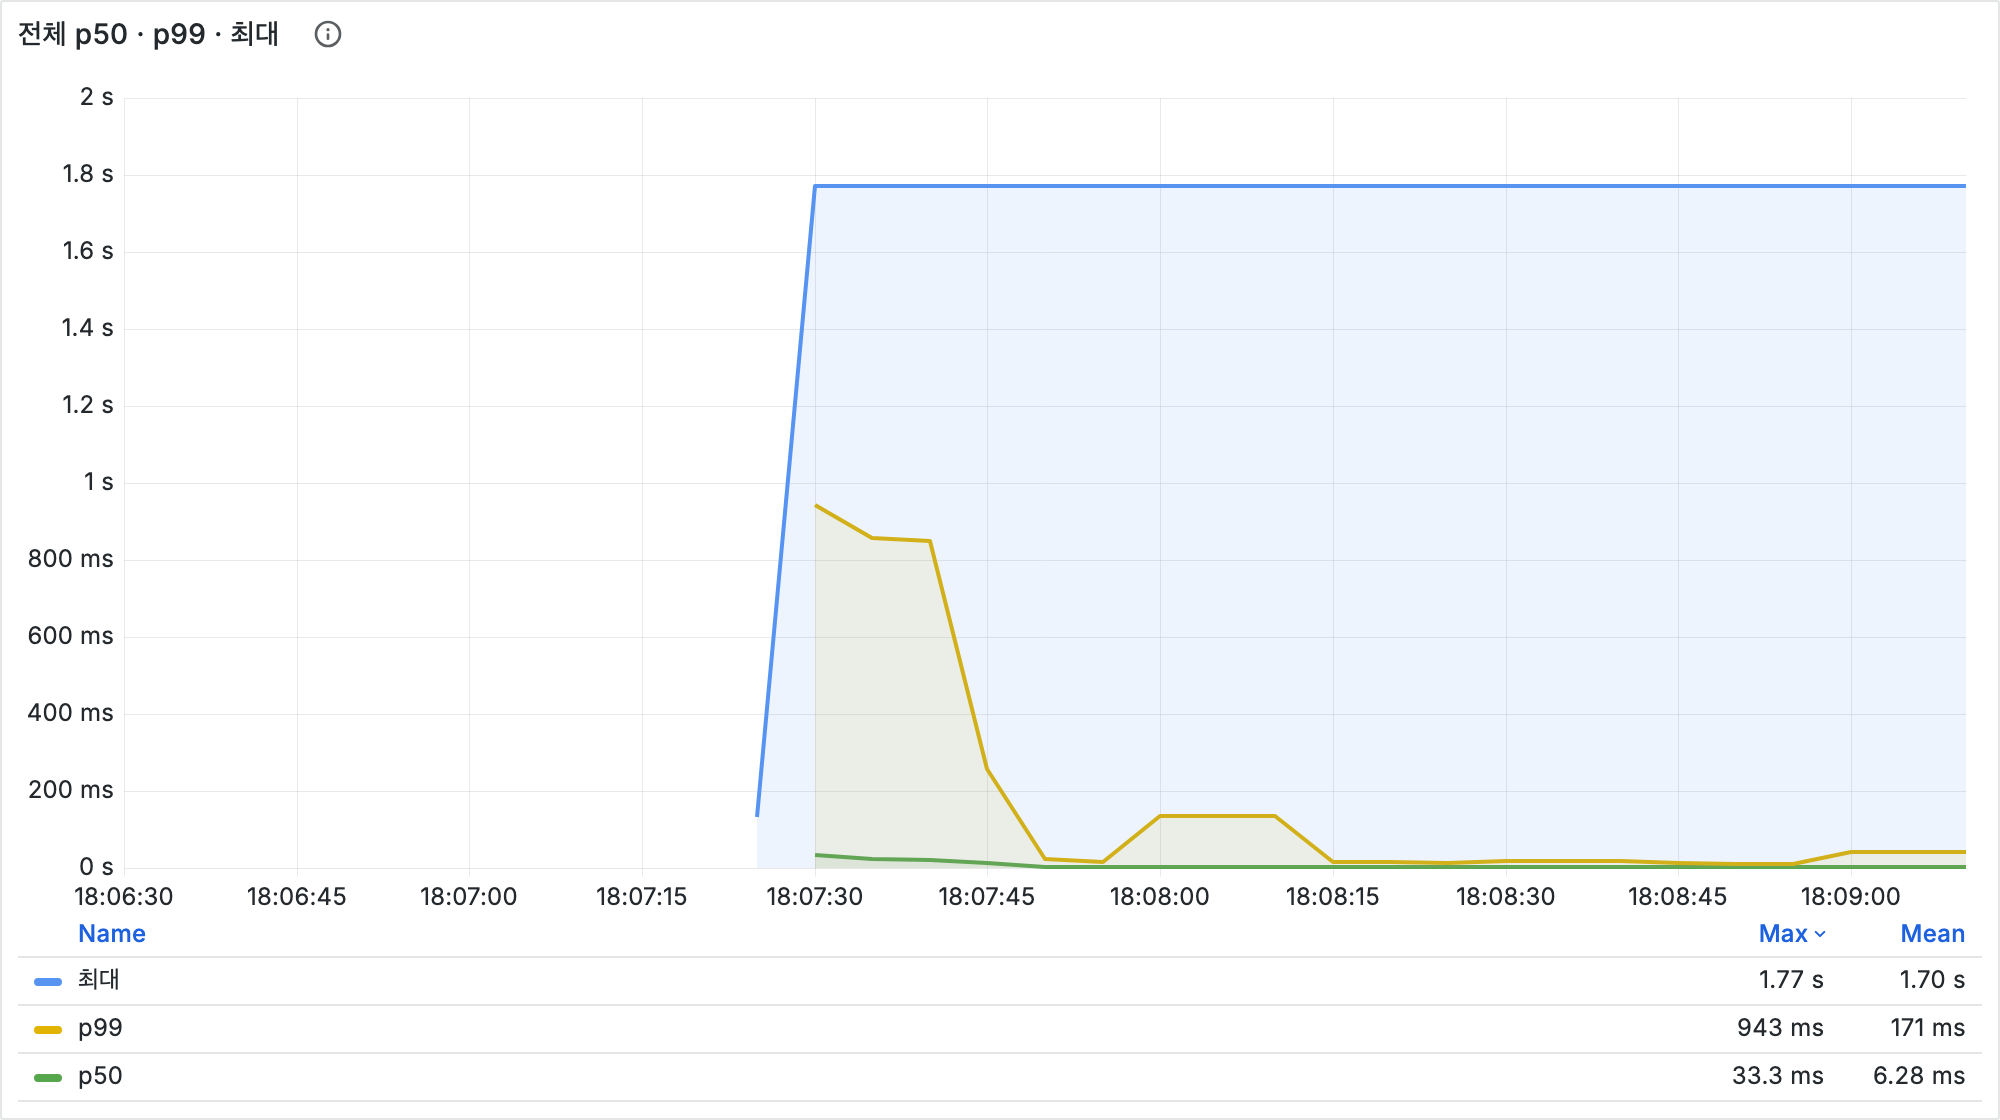 전체 p50 · p99 · 최대
2 s
1.8 s
1.6 s
1.4 s
1.2 s
1 s
800 ms
600 ms
400 ms
200 ms
0 s
18:06:30 18:06:45 18:07:00 18:07:15 18:07:30 18:07:45 18:08:00 18:08:15 18:08:30 18:08:45 18:09:00
Name Max Mean
최대 1.77 s 1.70 s
p99 943 ms 171 ms
p50 33.3 ms 6.28 ms